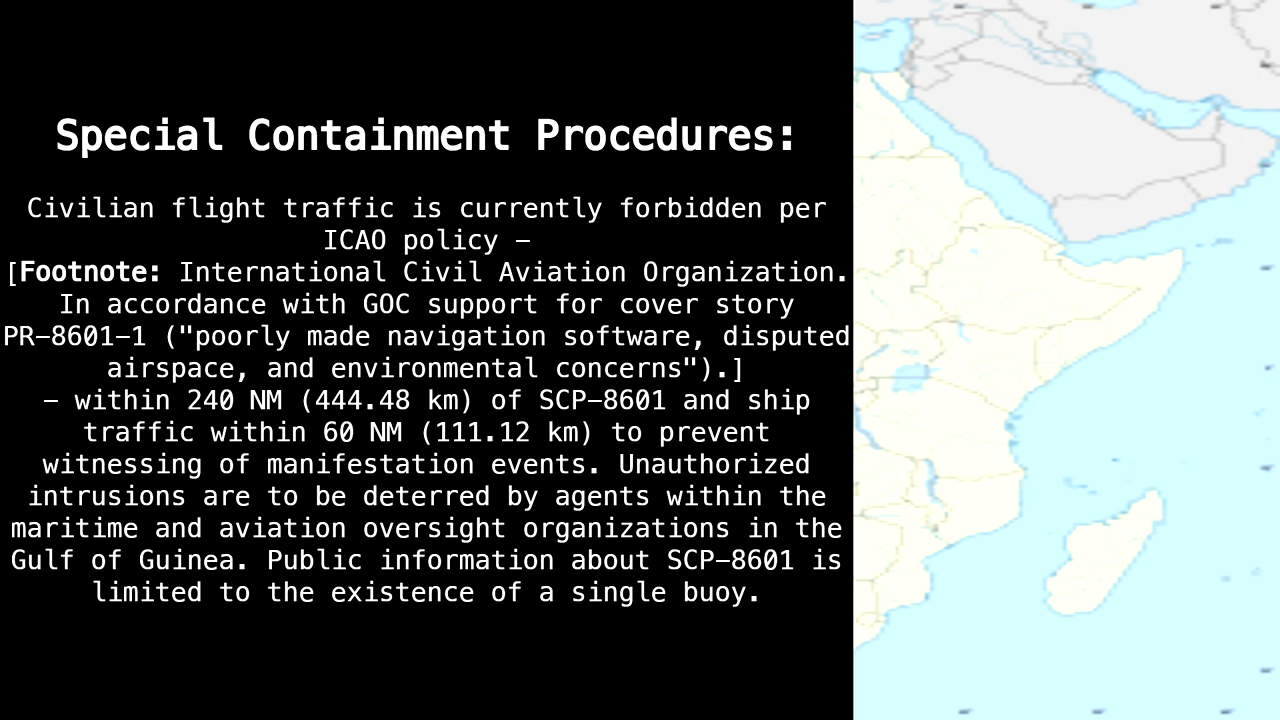 Special Containment Procedures:
Civilian flight traffic is currently forbidden per
ICAO policy —
[Footnote: International Civil Aviation Organization.
In accordance with GOC support for cover story
PR-8601-1 ("poorly made navigation software, disputed
airspace, and environmental concerns").]
— within 240 NM (444.48 km) of SCP-8601 and ship
traffic within 60 NM (111.12 km) to prevent
witnessing of manifestation events. Unauthorized
intrusions are to be deterred by agents within the
maritime and aviation oversight organizations in the
Gulf of Guinea. Public information about SCP-8601 is
limited to the existence of a single buoy.